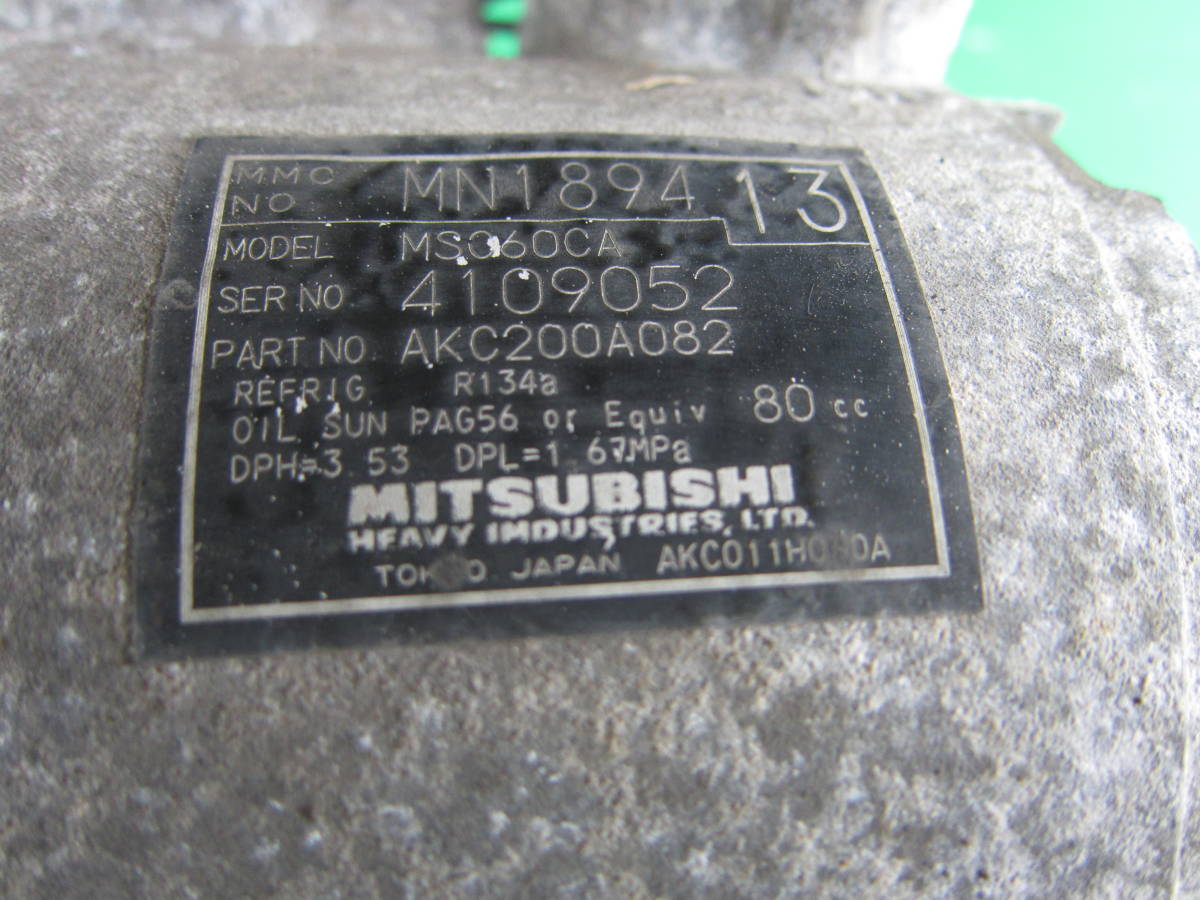 MMC NO MN189413
MODEL MSC60CA
SER NO. 4109052
PART NO. AKC200A082
REFRIG. R134a
OIL SUN PAG56 or Equiv 80 cc
DPH=3.53 DPL=1.67MPa
MITSUBISHI
HEAVY INDUSTRIES, LTD.
TOKYO JAPAN